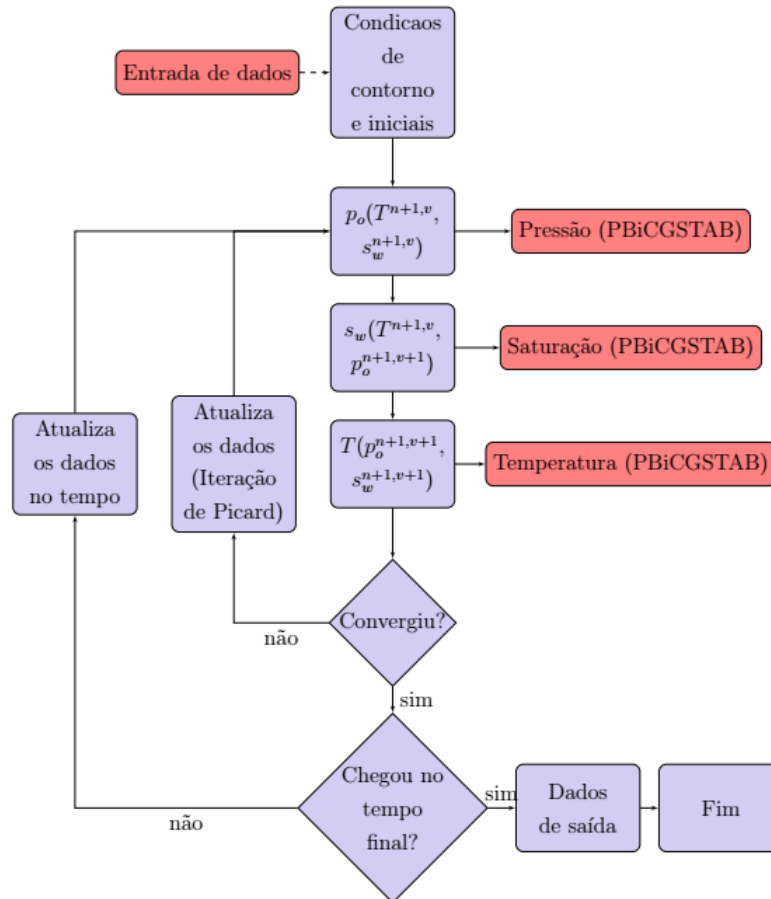 Condicaos
de
contorno
e iniciais
Entrada de dados
$p_o(T^{n+1,v},$
$s_w^{n+1,v})$
Pressão (PBiCGSTAB)
$s_w(T^{n+1,v},$
$p_o^{n+1,v+1})$
Saturação (PBiCGSTAB)
Atualiza
os dados
no tempo
Atualiza
os dados
(Iteração
de Picard)
$T(p_o^{n+1,v+1},$
$s_w^{n+1,v+1})$
Temperatura (PBiCGSTAB)
Convergiu?
não
sim
Chegou no
tempo
final?
não
sim
Dados
de saída
Fim